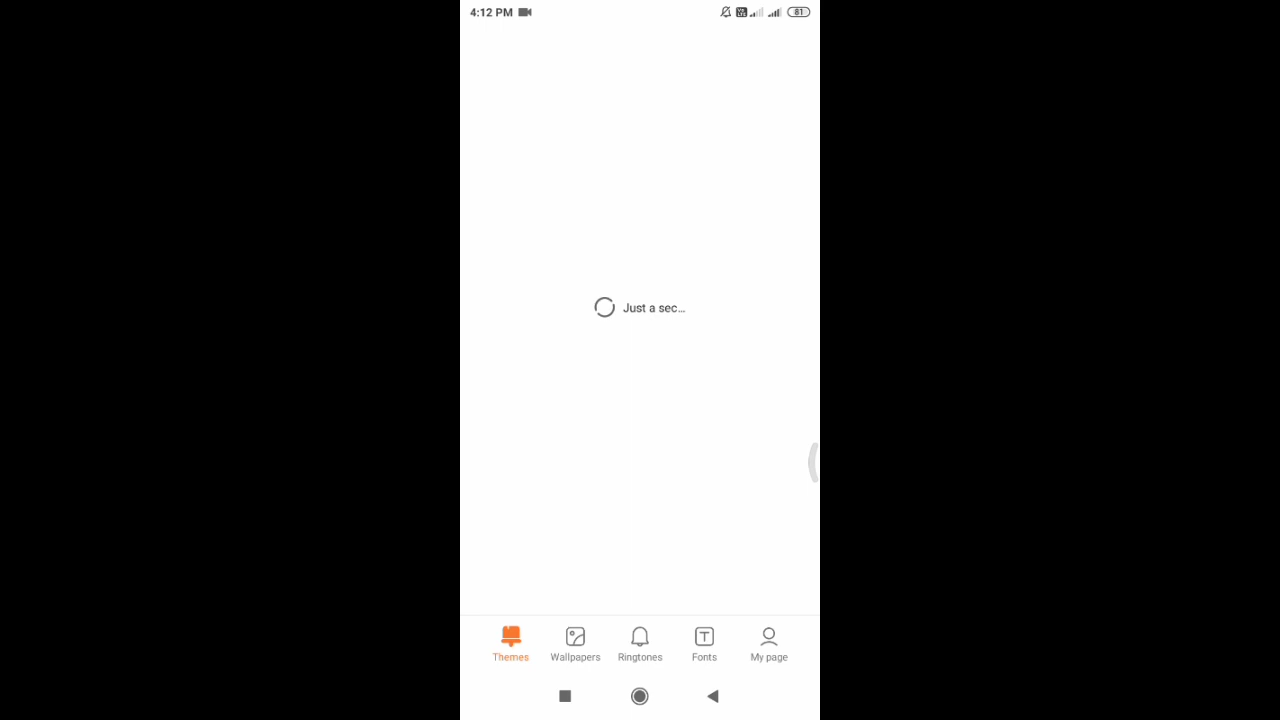 4:12 PM
81
Just a sec...
Themes
Wallpapers
Ringtones
Fonts
My page